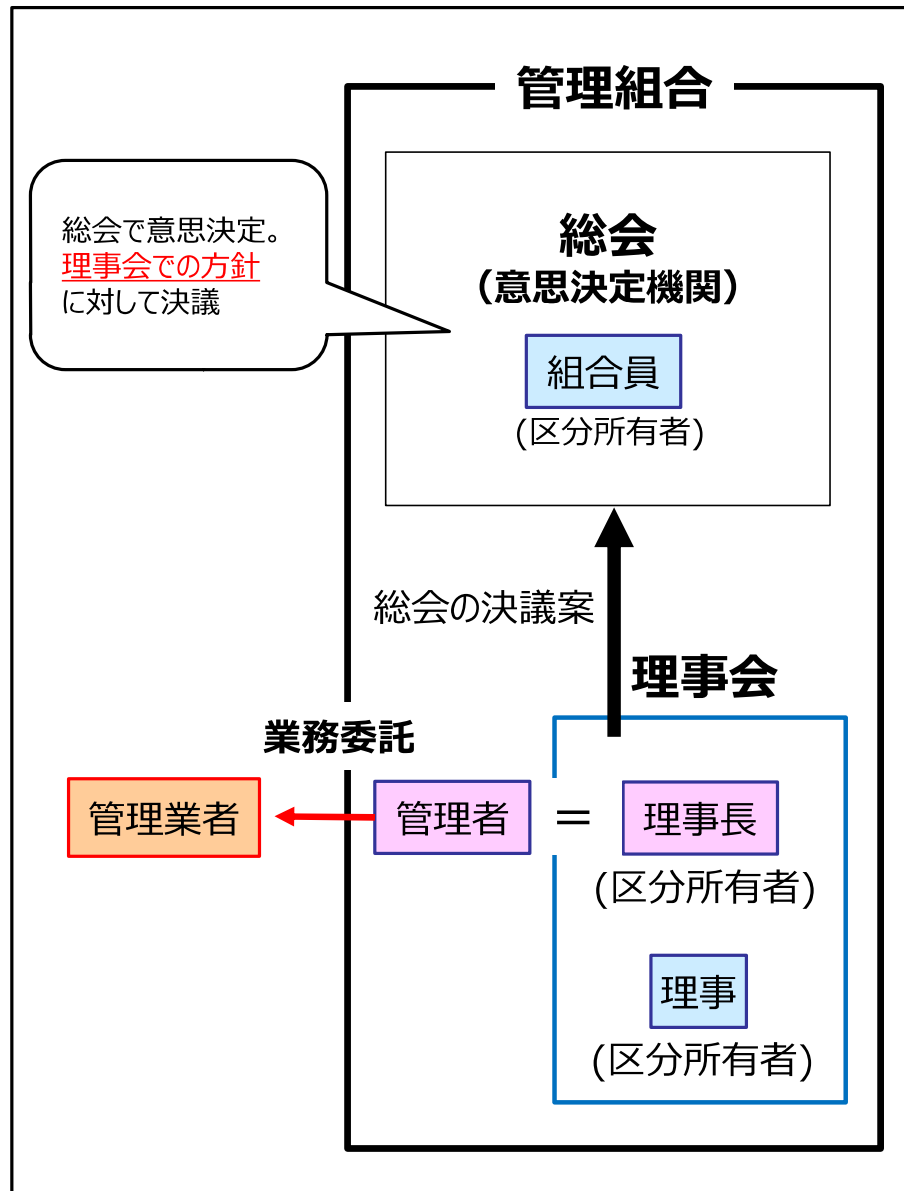 管理組合
総会で意思決定。
理事会での方針
に対して決議
総会
（意思決定機関）
組合員
(区分所有者)
総会の決議案
理事会
業務委託
管理業者
管理者
＝
理事長
(区分所有者)
理事
(区分所有者)